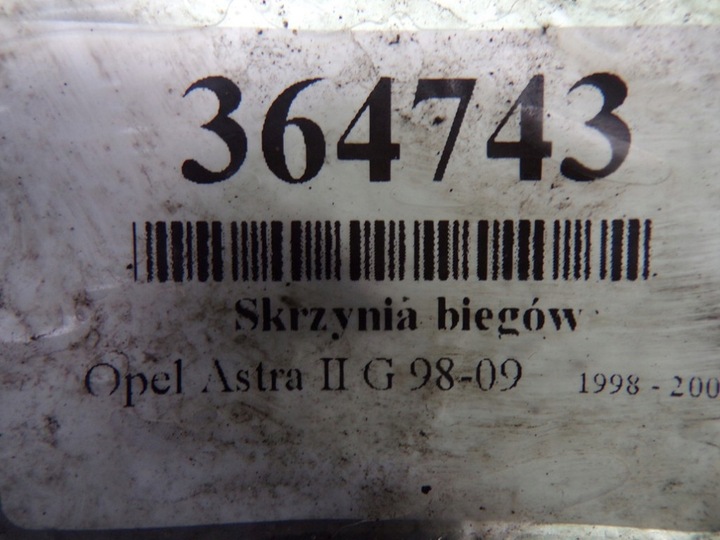 364743
Skrzynia biegów
Opel Astra II G 98-09 1998 - 200